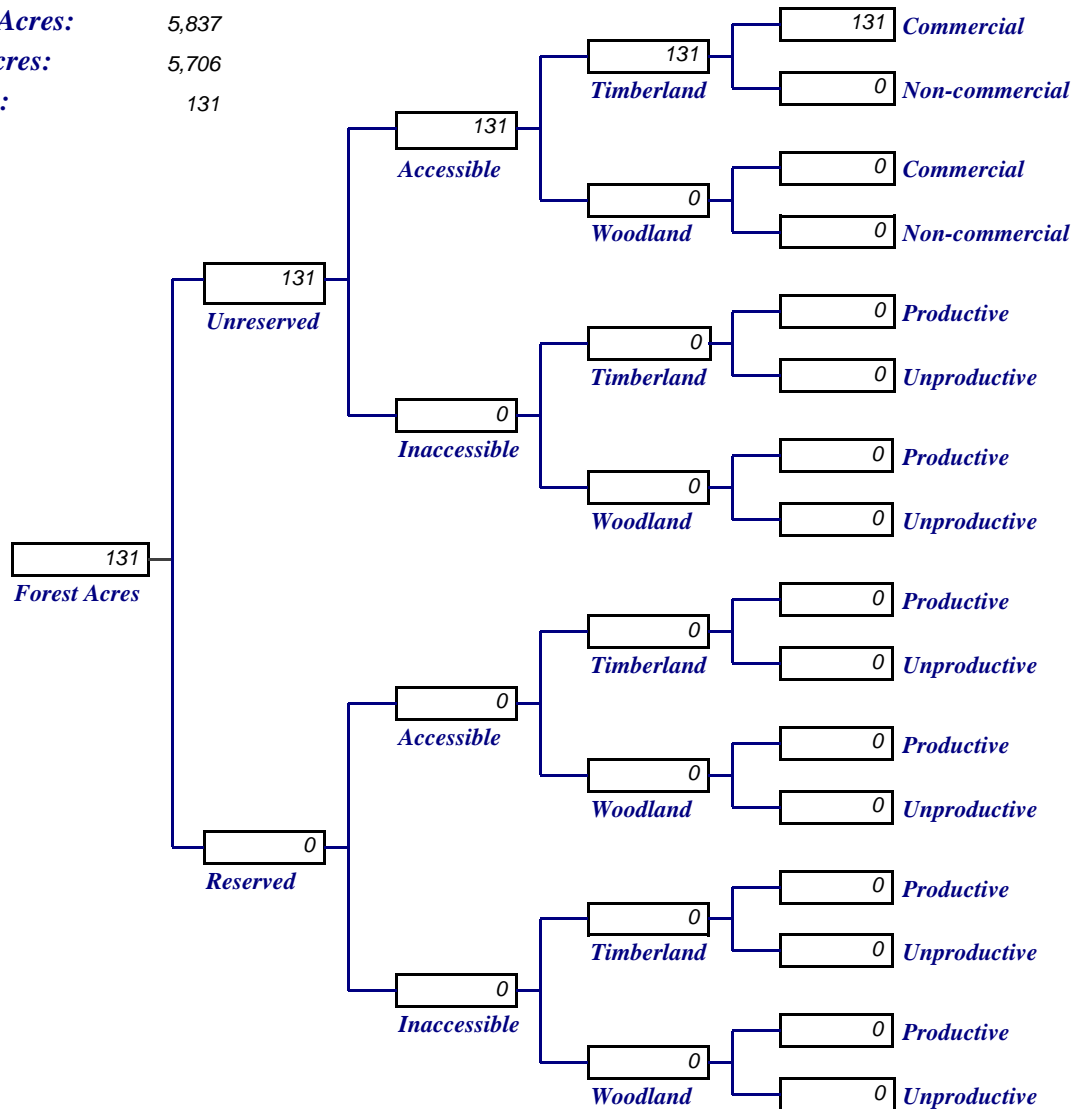 Acres: 5,837
cres: 5,706
: 131
131 Commercial
131
Timberland
0 Non-commercial
131
Accessible
0 Commercial
0
Woodland
0 Non-commercial
131
Unreserved
0 Productive
0
Timberland
0 Unproductive
0
Inaccessible
0 Productive
0
Woodland
0 Unproductive
131
Forest Acres
0 Productive
0
Timberland
0 Unproductive
0
Accessible
0 Productive
0
Woodland
0 Unproductive
0
Reserved
0 Productive
0
Timberland
0 Unproductive
0
Inaccessible
0 Productive
0
Woodland
0 Unproductive